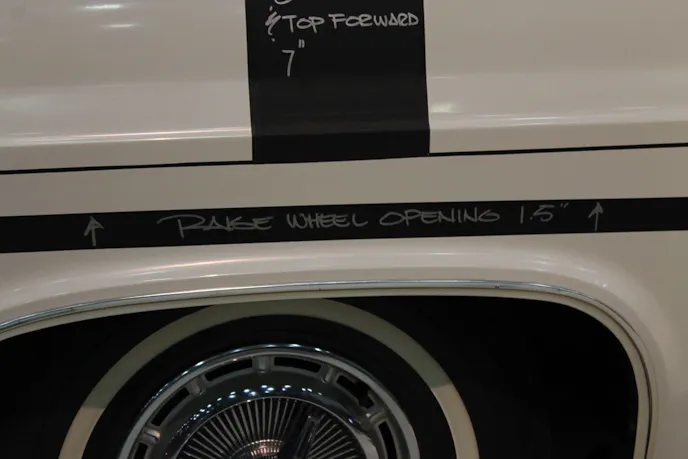 & TOP FORWARD
7"
RAISE WHEEL OPENING 1.5"